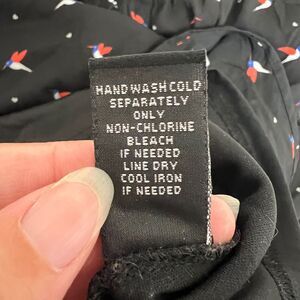 HAND WASH COLD
SEPARATELY
ONLY
NON-CHLORINE
BLEACH
IF NEEDED
LINE DRY
COOL IRON
IF NEEDED